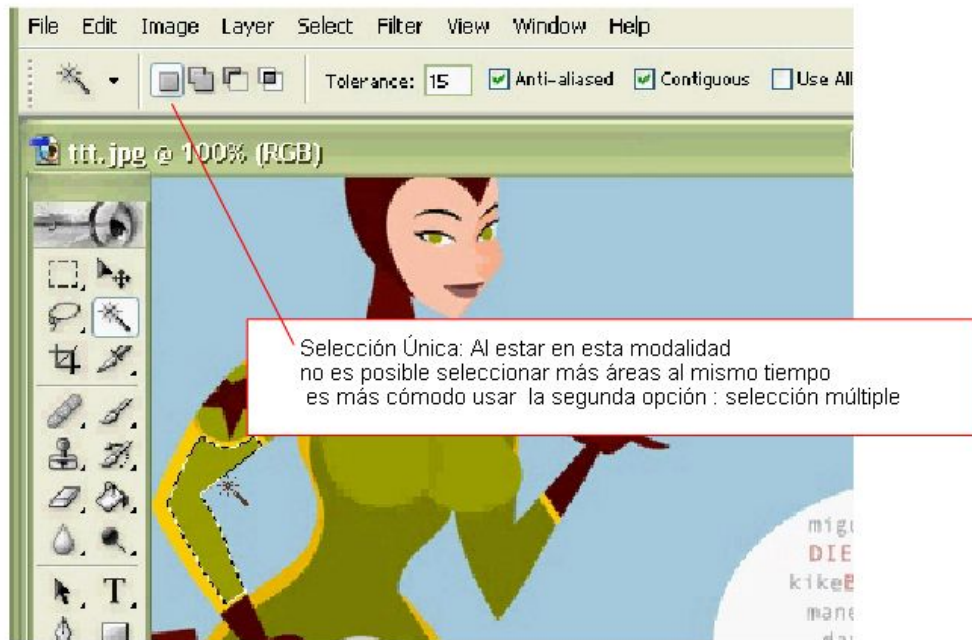 File Edit Image Layer Select Filter View Window Help
Tolerance: 15 Anti-aliased Contiguous Use All
ttt.jpg @ 100% (RGB)
Selección Única: Al estar en esta modalidad
no es posible seleccionar más áreas al mismo tiempo
es más cómodo usar la segunda opción : selección múltiple
T
migu
DIE
kike
mane